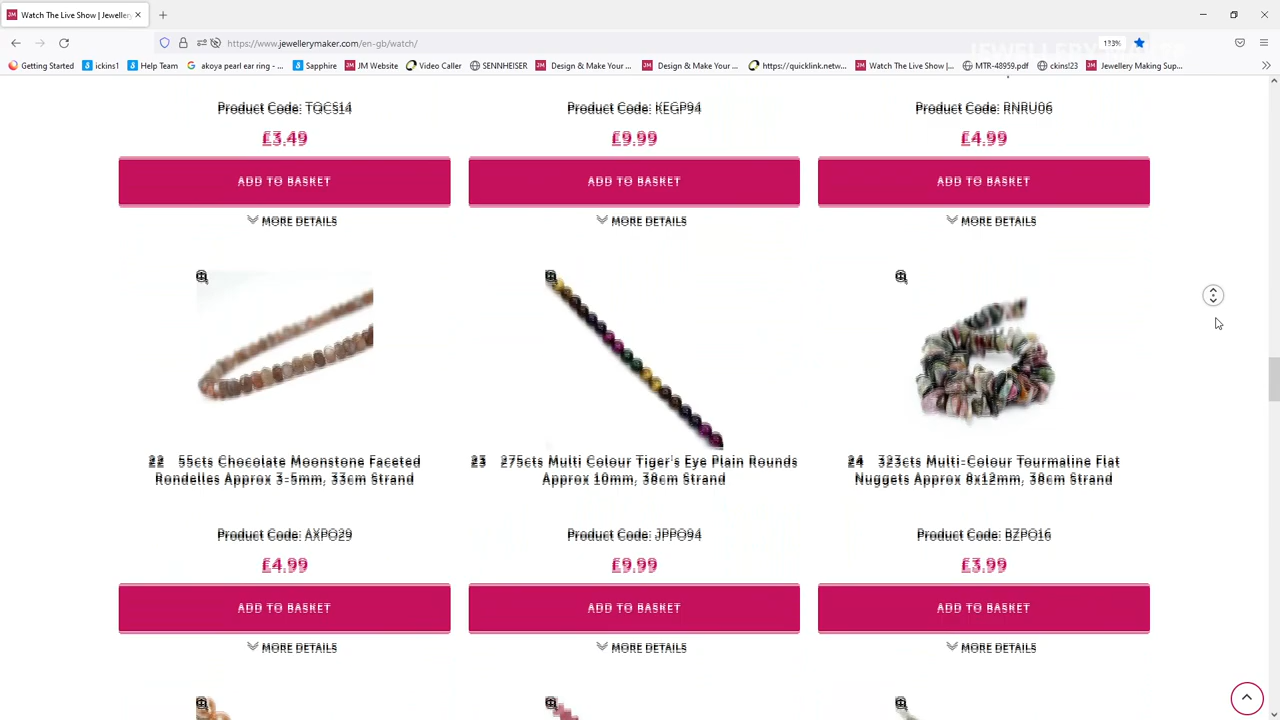 Watch The Live Show | Jeweller
https://www.jewellerymaker.com/en-gb/watch/
133%
Getting Started
ickins1
Help Team
akoya pearl ear ring - ...
Sapphire
JM Website
Video Caller
SENNHEISER
Design & Make Your ...
Design & Make Your ...
https://quicklink.netw...
Watch The Live Show |...
MTR-48959.pdf
ckins!23
Jewellery Making Sup...
Product Code: TQCS14
Product Code: KEGP94
Product Code: RNRU06
£3.49
£9.99
£4.99
ADD TO BASKET
ADD TO BASKET
ADD TO BASKET
MORE DETAILS
MORE DETAILS
MORE DETAILS
22 55cts Chocolate Moonstone Faceted
Rondelles Approx 3-5mm, 33cm Strand
23 275cts Multi Colour Tiger's Eye Plain Rounds
Approx 10mm, 38cm Strand
24 323cts Multi-Colour Tourmaline Flat
Nuggets Approx 8x12mm, 38cm Strand
Product Code: AXPO29
Product Code: JPPO94
Product Code: BZPO16
£4.99
£9.99
£3.99
ADD TO BASKET
ADD TO BASKET
ADD TO BASKET
MORE DETAILS
MORE DETAILS
MORE DETAILS